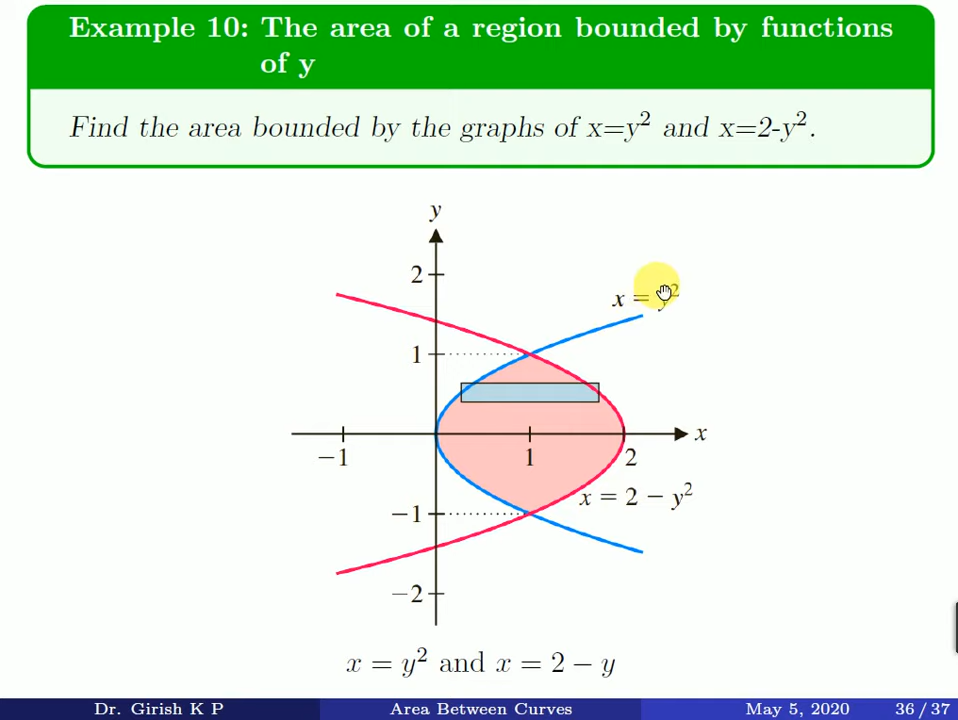 Example 10: The area of a region bounded by functions
of y
Find the area bounded by the graphs of x=y² and x=2-y².
y
2
x = y²
1
x
−1
1
2
x = 2 − y²
−1
−2
x = y² and x = 2 − y
Dr. Girish K P
Area Between Curves
May 5, 2020
36 / 37